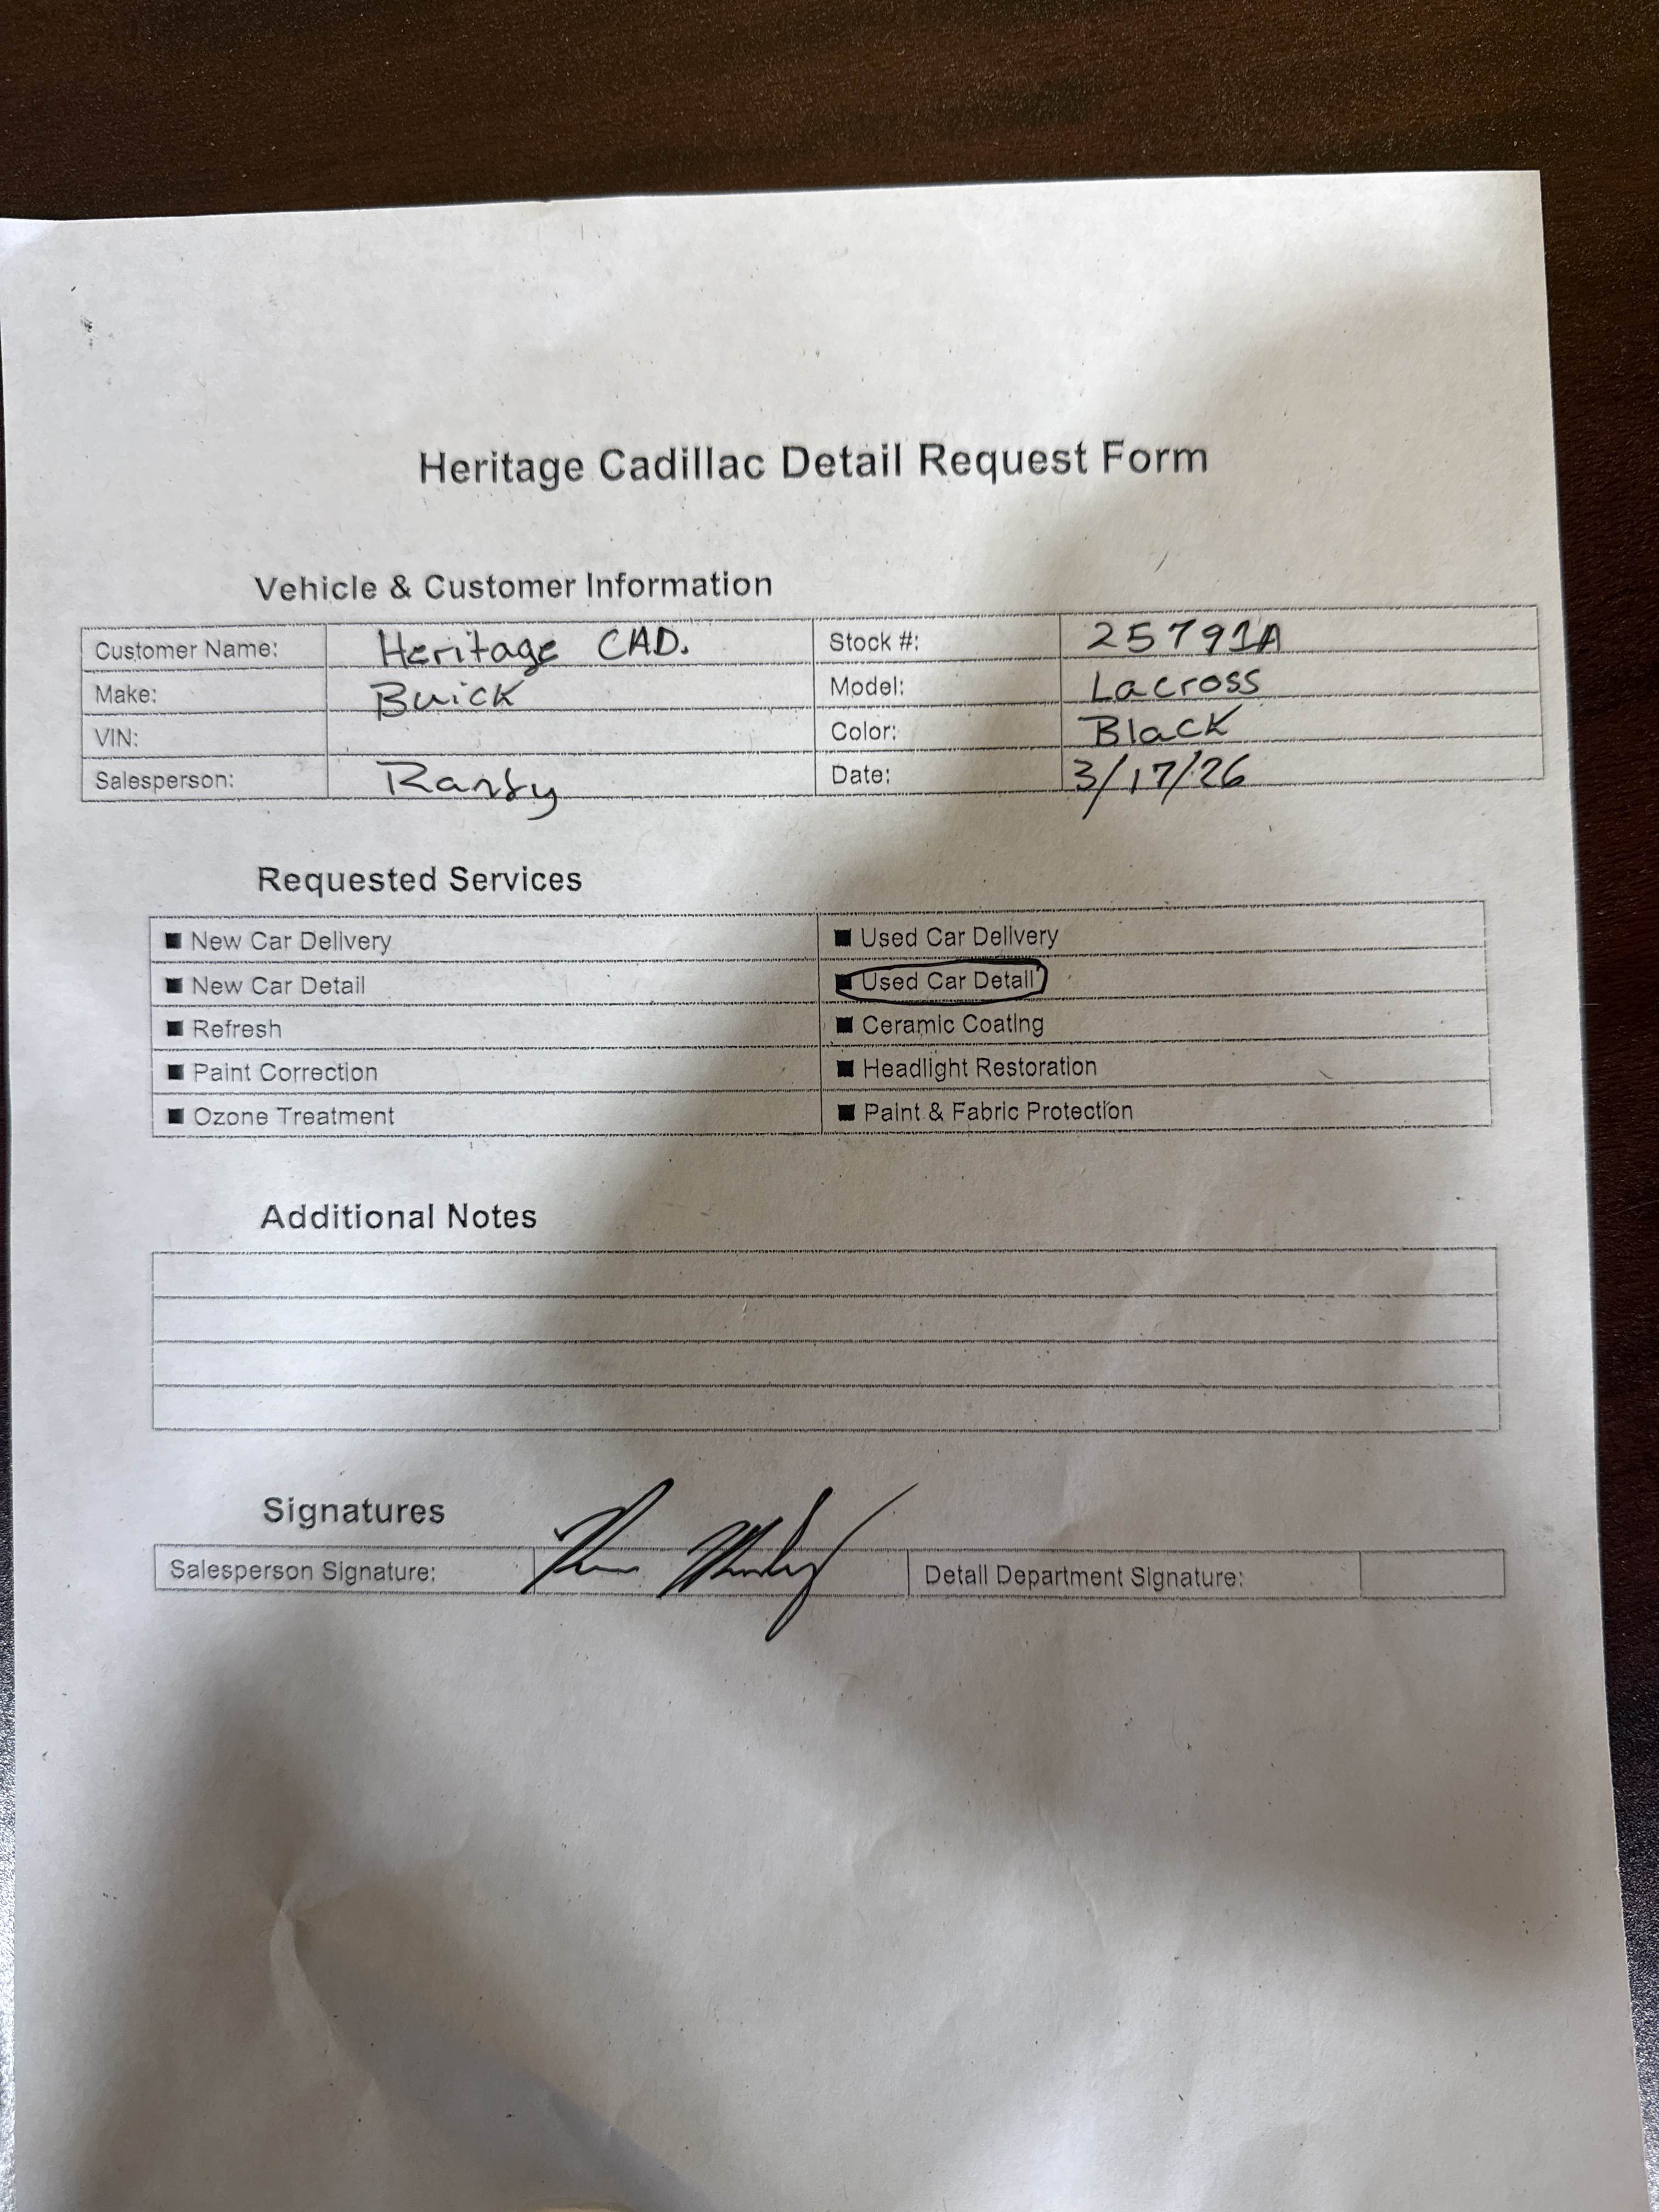 Heritage Cadillac Detail Request Form
Vehicle & Customer Information
Customer Name: Heritage CAD. Stock #: 25791A
Make: Buick Model: Lacross
VIN: Color: Black
Salesperson: Randy Date: 3/17/26
Requested Services
■ New Car Delivery ■ Used Car Delivery
■ New Car Detail ■ Used Car Detail
■ Refresh ■ Ceramic Coating
■ Paint Correction ■ Headlight Restoration
■ Ozone Treatment ■ Paint & Fabric Protection
Additional Notes
Signatures
Salesperson Signature: Detail Department Signature: